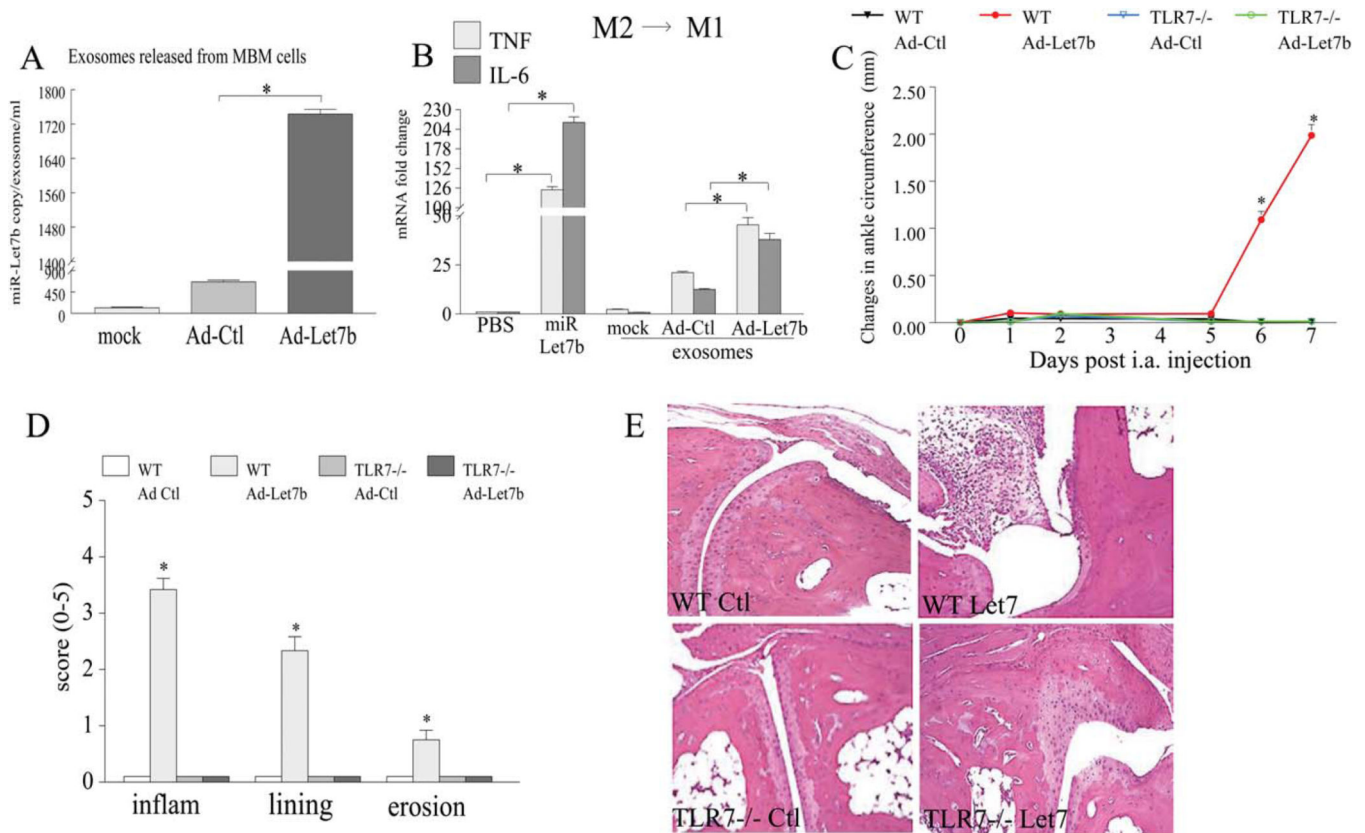 A
Exosomes released from MBM cells
miR-Let7b copy/exosome/ml
1800
1720
1640
1560
1480
1400
900
450
0
*
mock
Ad-Ctl
Ad-Let7b
B
TNF
IL-6
M2 → M1
mRNA fold change
230
204
178
152
126
100
50
25
0
*
*
*
*
PBS
miR
Let7b
mock
Ad-Ctl
Ad-Let7b
exosomes
C
WT
Ad-Ctl
WT
Ad-Let7b
TLR7-/-
Ad-Ctl
TLR7-/-
Ad-Let7b
Changes in ankle circumference (mm)
2.50
2.00
1.50
1.00
0.50
0.00
*
*
0 1 2 3 4 5 6 7
Days post i.a. injection
D
WT
Ad Ctl
WT
Ad-Let7b
TLR7-/-
Ad-Ctl
TLR7-/-
Ad-Let7b
score (0-5)
5
4
3
2
1
0
*
*
*
inflam lining erosion
E
WT Ctl
WT Let7
TLR7-/- Ctl
TLR7-/- Let7